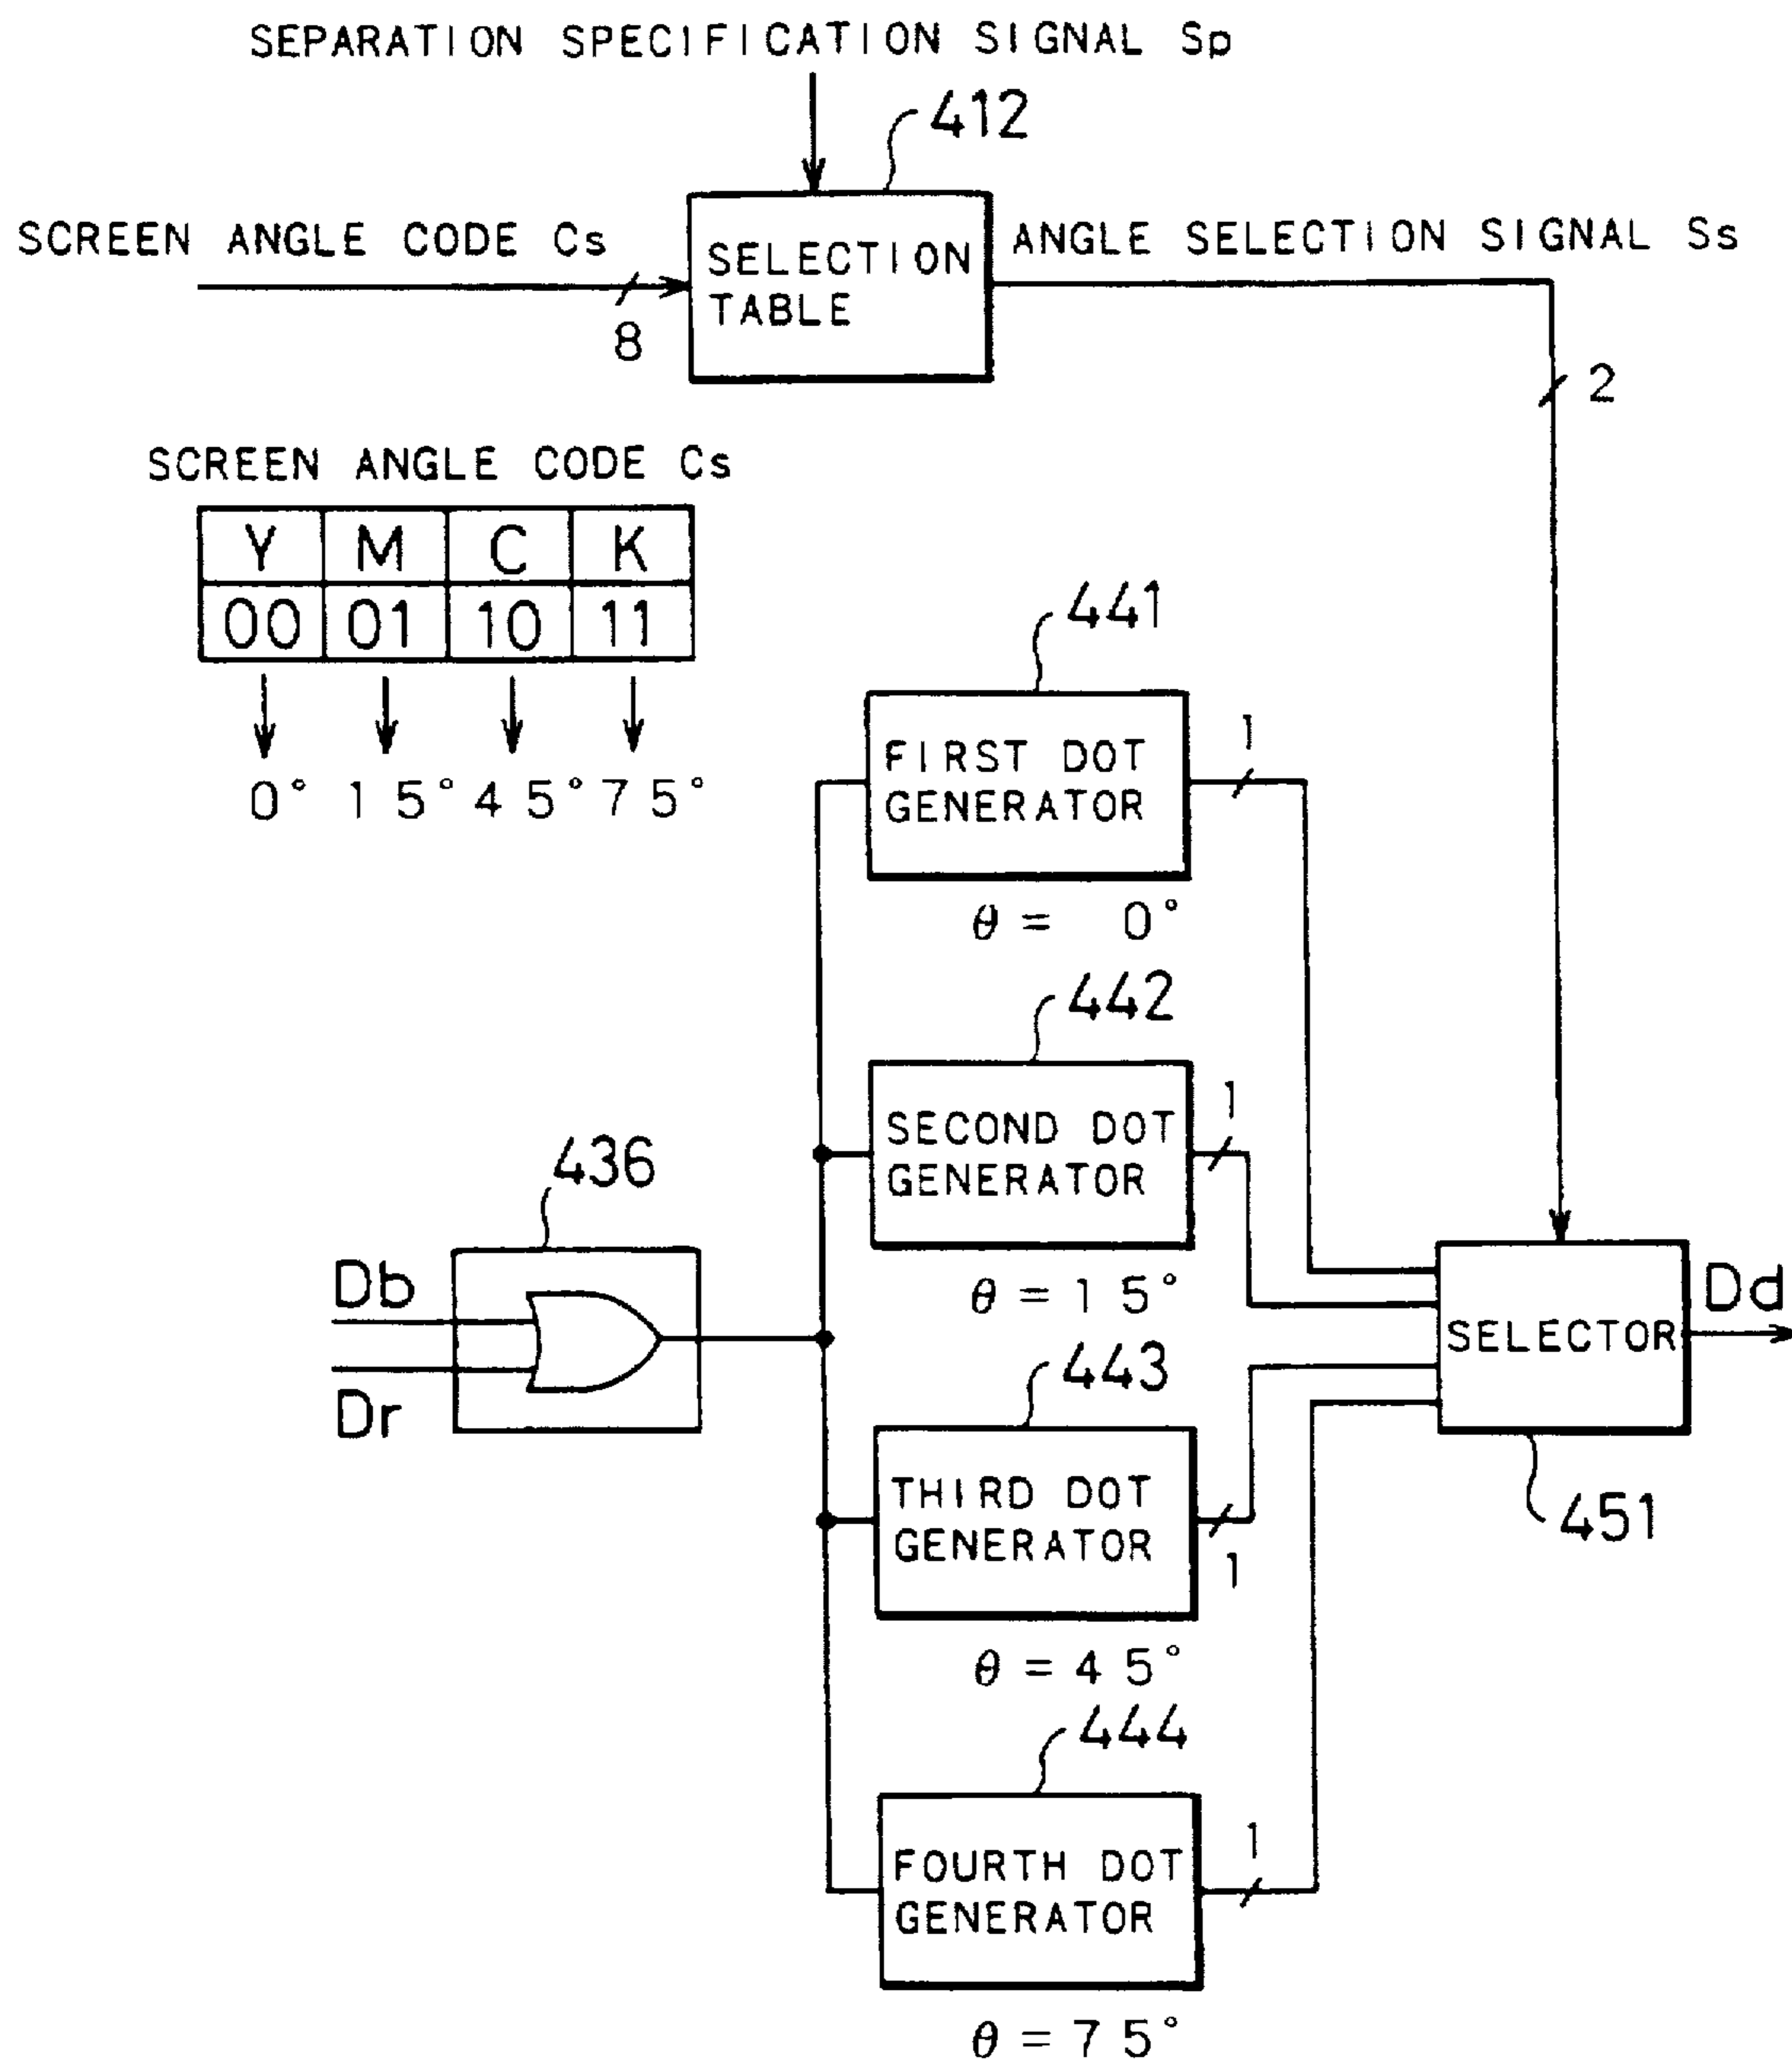 SEPARATION SPECIFICATION SIGNAL Sp
412
SCREEN ANGLE CODE Cs
SELECTION
TABLE
ANGLE SELECTION SIGNAL Ss
8
2
SCREEN ANGLE CODE Cs
Y M C K
00 01 10 11
0° 15° 45° 75°
441
FIRST DOT
GENERATOR
1
θ = 0°
442
SECOND DOT
GENERATOR
1
θ = 15°
436
Db
Dr
443
THIRD DOT
GENERATOR
1
θ = 45°
SELECTOR
Dd
451
444
FOURTH DOT
GENERATOR
1
θ = 75°